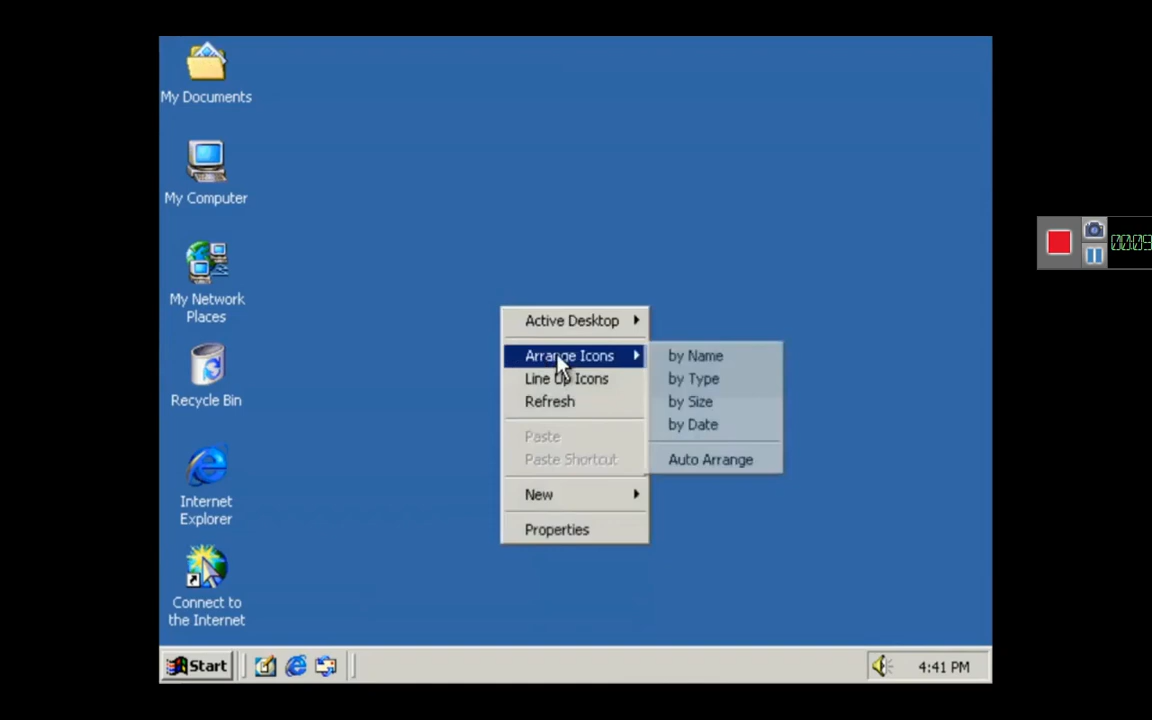 My Documents
My Computer
My Network
Places
Recycle Bin
Internet
Explorer
Connect to
the Internet
Active Desktop
Arrange Icons
Line Up Icons
Refresh
Paste
Paste Shortcut
New
Properties
by Name
by Type
by Size
by Date
Auto Arrange
Start
4:41 PM